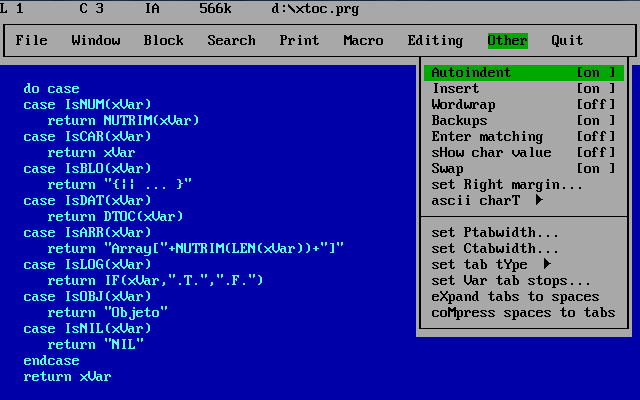 L 1 C 3 IA 566k d:\xtoc.prg
File Window Block Search Print Macro Editing Other Quit
do case
case IsNUM(xVar)
return NUTRIM(xVar)
case IsCAR(xVar)
return xVar
case IsBLO(xVar)
return "{|| ... }"
case IsDAT(xVar)
return DTOC(xVar)
case IsARR(xVar)
return "Array["+NUTRIM(LEN(xVar))+"]"
case IsLOG(xVar)
return IF(xVar,".T.",".F.")
case IsOBJ(xVar)
return "Objeto"
case IsNIL(xVar)
return "NIL"
endcase
return xVar
Autoindent [on ]
Insert [on ]
Wordwrap [off]
Backups [on ]
Enter matching [off]
sHow char value [off]
Swap [on ]
set Right margin...
ascii charT ►
set Ptabwidth...
set Ctabwidth...
set tab tYpe ►
set Var tab stops...
eXpand tabs to spaces
coMpress spaces to tabs